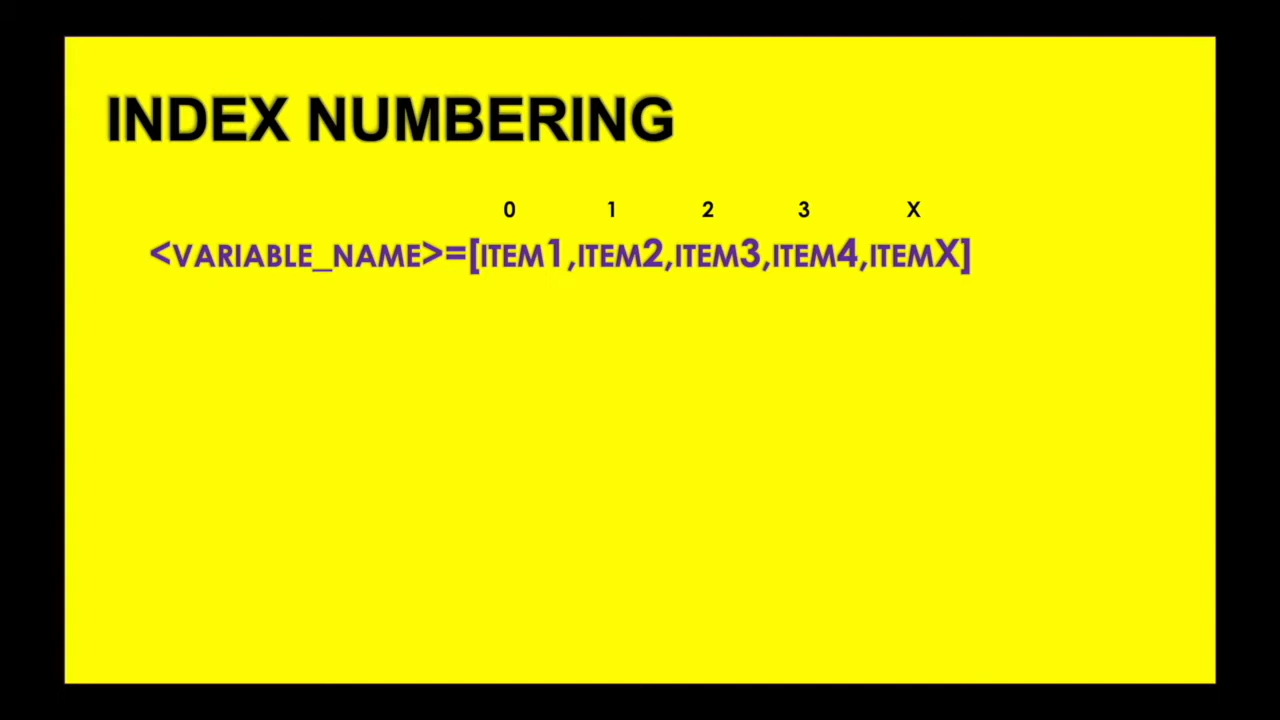 INDEX NUMBERING
0 1 2 3 X
<VARIABLE_NAME>=[ITEM1,ITEM2,ITEM3,ITEM4,ITEMX]